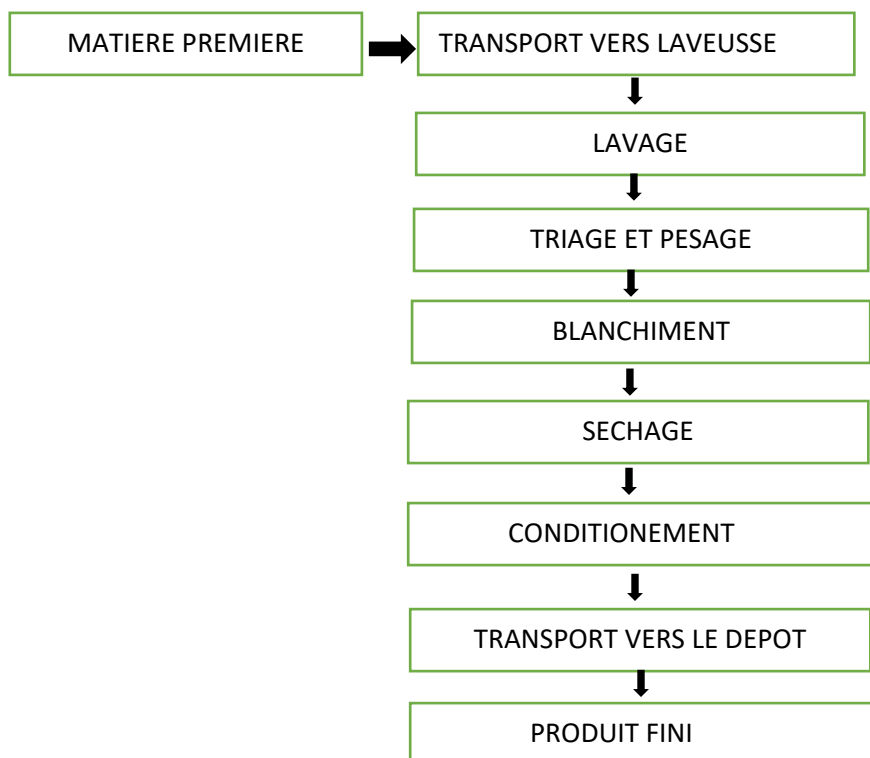 MATIERE PREMIERE
TRANSPORT VERS LAVEUSSE
LAVAGE
TRIAGE ET PESAGE
BLANCHIMENT
SECHAGE
CONDITIONEMENT
TRANSPORT VERS LE DEPOT
PRODUIT FINI